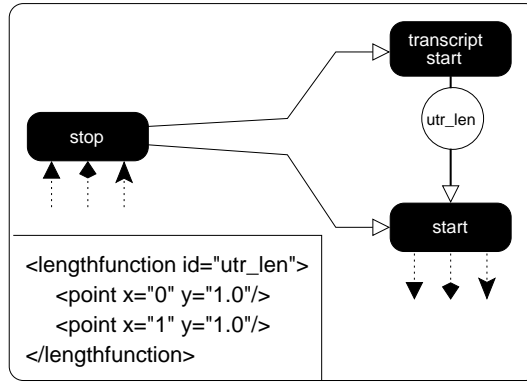 transcript
start
utr_len
stop
start
<lengthfunction id="utr_len">
<point x="0" y="1.0"/>
<point x="1" y="1.0"/>
</lengthfunction>